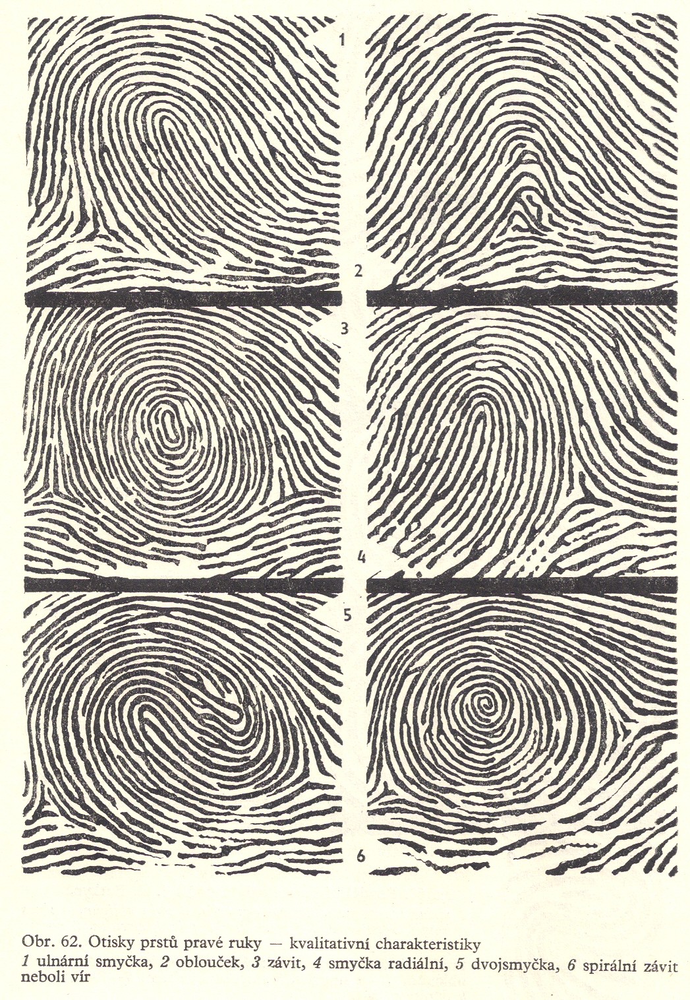 1
2
3
4
5
6
Obr. 62. Otisky prstů pravé ruky — kvalitativní charakteristiky
1 ulnární smyčka, 2 oblouček, 3 závit, 4 smyčka radiální, 5 dvojsmyčka, 6 spirální závit
neboli vír